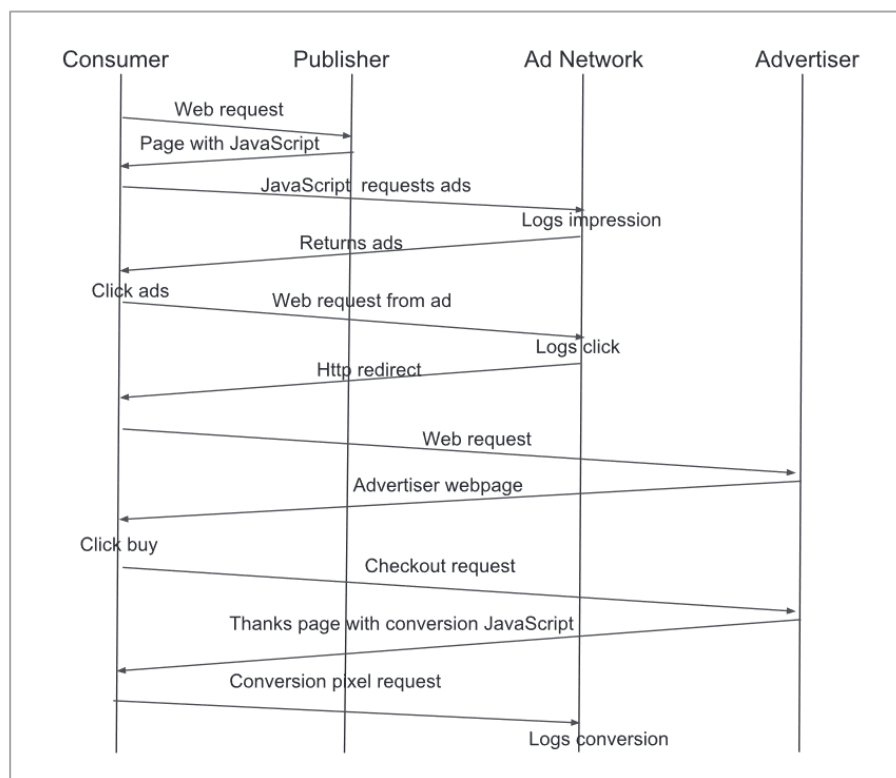 Consumer Publisher Ad Network Advertiser
Web request
Page with JavaScript
JavaScript requests ads
Logs impression
Returns ads
Click ads
Web request from ad
Logs click
Http redirect
Web request
Advertiser webpage
Click buy
Checkout request
Thanks page with conversion JavaScript
Conversion pixel request
Logs conversion